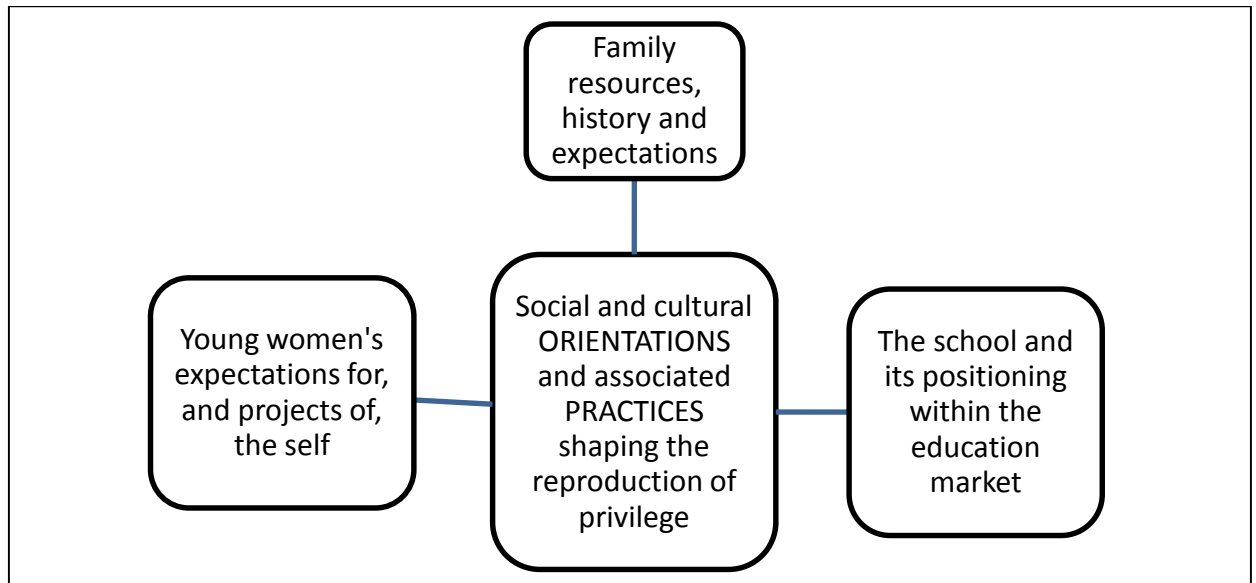 Family
resources,
history and
expectations
Young women's
expectations for,
and projects of,
the self
Social and cultural
ORIENTATIONS
and associated
PRACTICES
shaping the
reproduction of
privilege
The school and
its positioning
within the
education
market